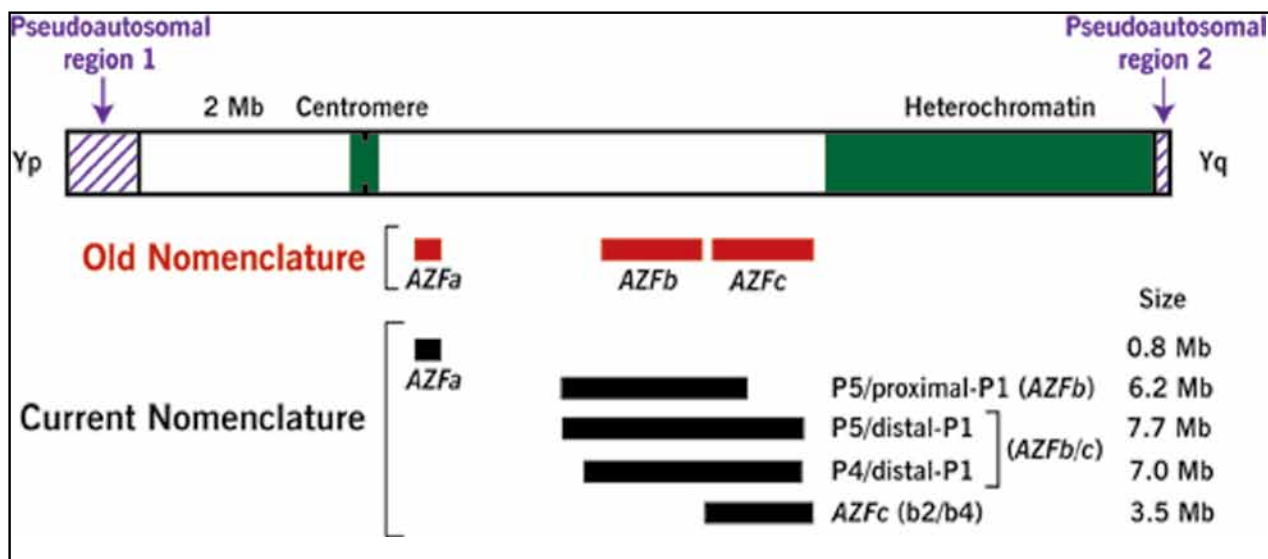 Pseudoautosomal
region 1
Pseudoautosomal
region 2
2 Mb Centromere Heterochromatin
Yp Yq
Old Nomenclature
AZFa AZFb AZFc
Size
Current Nomenclature
AZFa
0.8 Mb
P5/proximal-P1 (AZFb) 6.2 Mb
P5/distal-P1 7.7 Mb
(AZFb/c)
P4/distal-P1 7.0 Mb
AZFc (b2/b4) 3.5 Mb